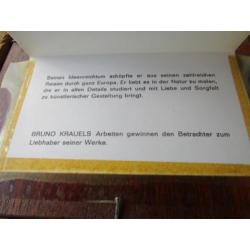 Seinen Ideenreichtum schöpfte er aus seinen zahlreichen
Reisen durch ganz Europa. Er liebt es in der Natur zu malen,
die er in allen Details studiert und mit Liebe und Sorgfalt
zu künstlerischer Gestaltung bringt.
BRUNO KRAUELS Arbeiten gewinnen den Betrachter zum
Liebhaber seiner Werke.